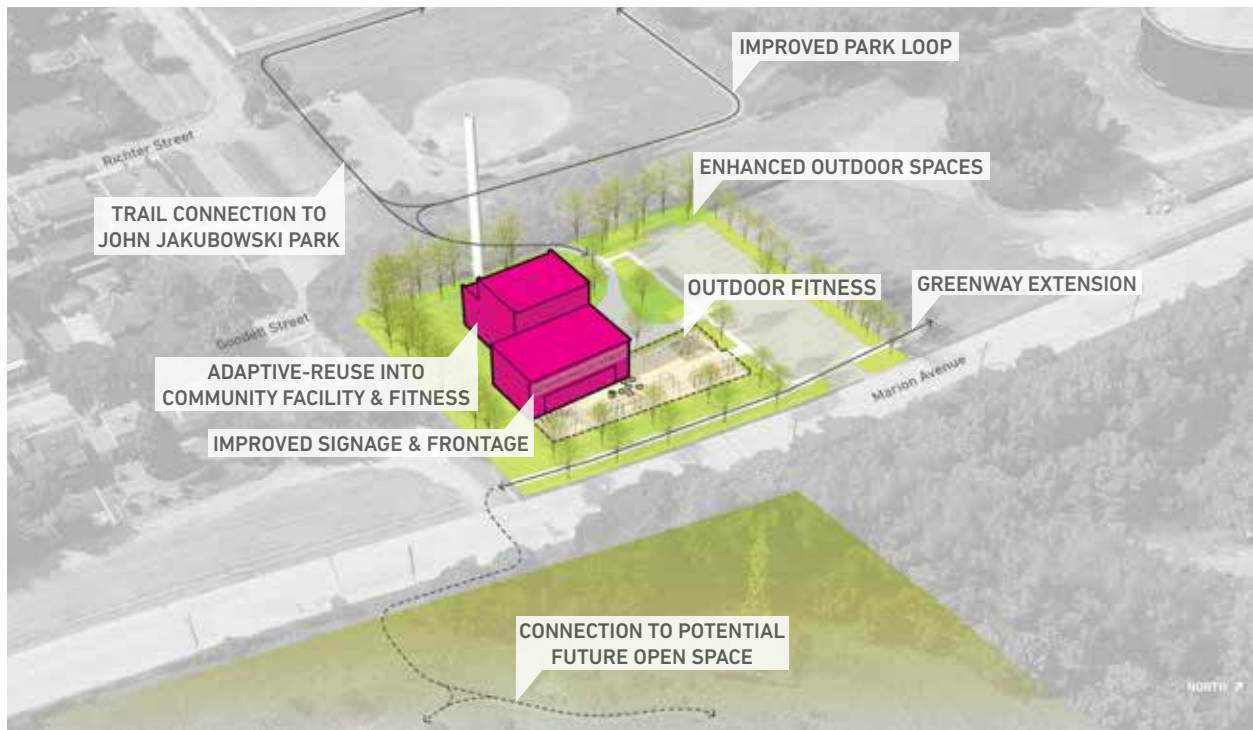 IMPROVED PARK LOOP
Richter Street
ENHANCED OUTDOOR SPACES
TRAIL CONNECTION TO
JOHN JAKUBOWSKI PARK
OUTDOOR FITNESS
GREENWAY EXTENSION
Goodell Street
ADAPTIVE-REUSE INTO
COMMUNITY FACILITY & FITNESS
Marion Avenue
IMPROVED SIGNAGE & FRONTAGE
CONNECTION TO POTENTIAL
FUTURE OPEN SPACE
NORTH